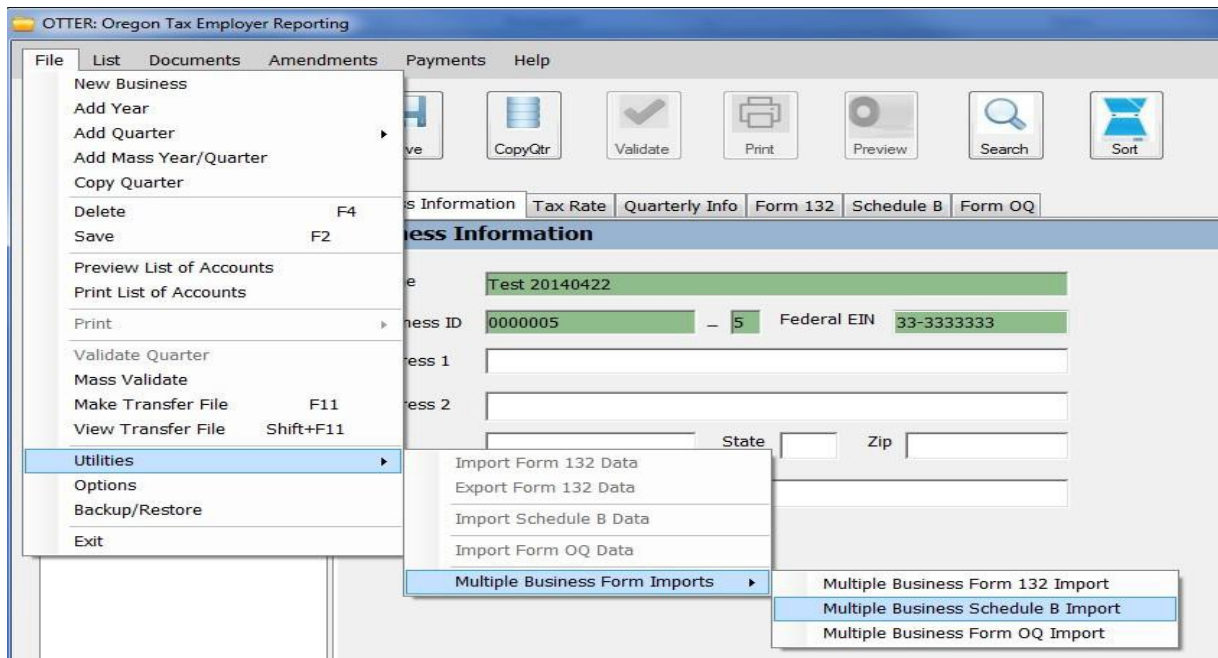 OTTER: Oregon Tax Employer Reporting
File List Documents Amendments Payments Help
New Business
Add Year
Add Quarter
Add Mass Year/Quarter
Copy Quarter
Delete F4
Save F2
Preview List of Accounts
Print List of Accounts
Print
Validate Quarter
Mass Validate
Make Transfer File F11
View Transfer File Shift+F11
Utilities
Options
Backup/Restore
Exit
ve CopyQtr Validate Print Preview Search Sort
s Information Tax Rate Quarterly Info Form 132 Schedule B Form OQ
ess Information
e Test 20140422
ness ID 0000005 – 5 Federal EIN 33-3333333
ress 1
ress 2
State Zip
Import Form 132 Data
Export Form 132 Data
Import Schedule B Data
Import Form OQ Data
Multiple Business Form Imports
Multiple Business Form 132 Import
Multiple Business Schedule B Import
Multiple Business Form OQ Import